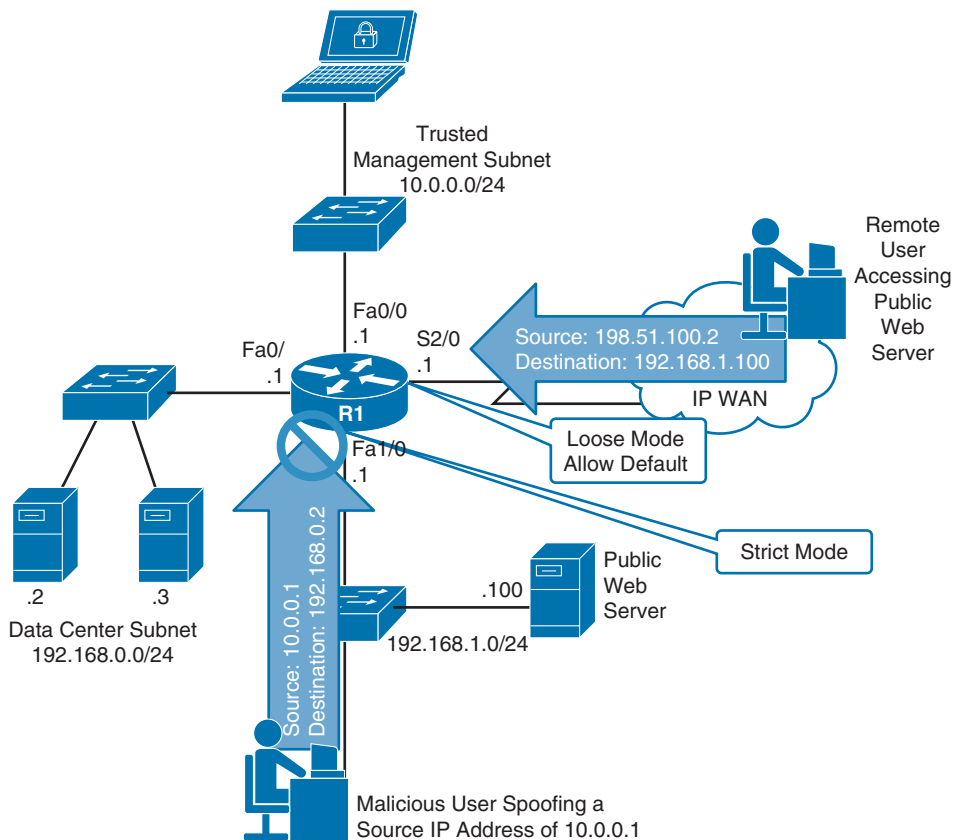 Trusted
Management Subnet
10.0.0.0/24
Remote
User
Accessing
Public
Web
Server
Fa0/0
.1
S2/0
.1
Source: 198.51.100.2
Destination: 192.168.1.100
IP WAN
Fa0/
.1
R1
Fa1/0
.1
Loose Mode
Allow Default
Strict Mode
Source: 10.0.0.1
Destination: 192.168.0.2
.2
.3
Data Center Subnet
192.168.0.0/24
.100
192.168.1.0/24
Public
Web
Server
Malicious User Spoofing a
Source IP Address of 10.0.0.1